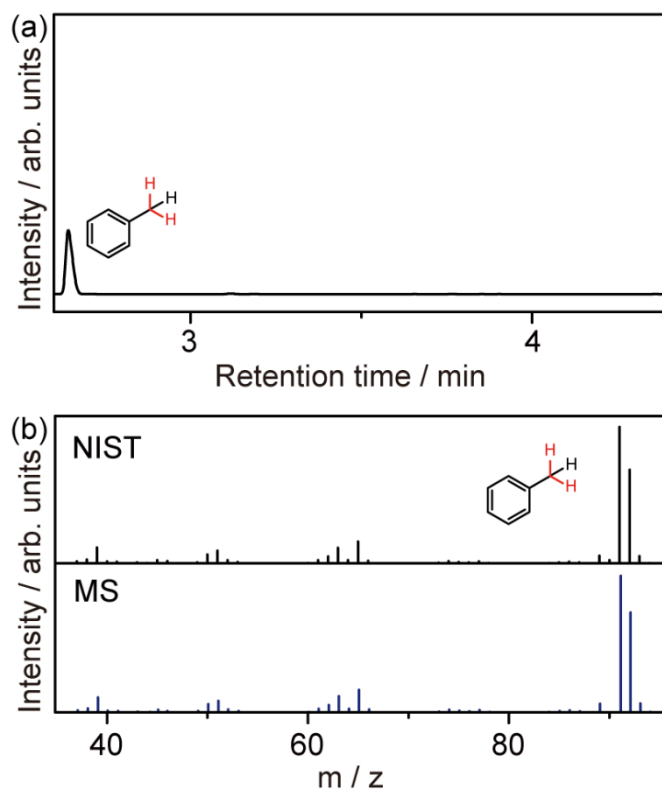 (a)
Intensity / arb. units
H
H
H
3
4
Retention time / min
(b)
NIST
Intensity / arb. units
H
H
H
MS
40
60
80
m / z